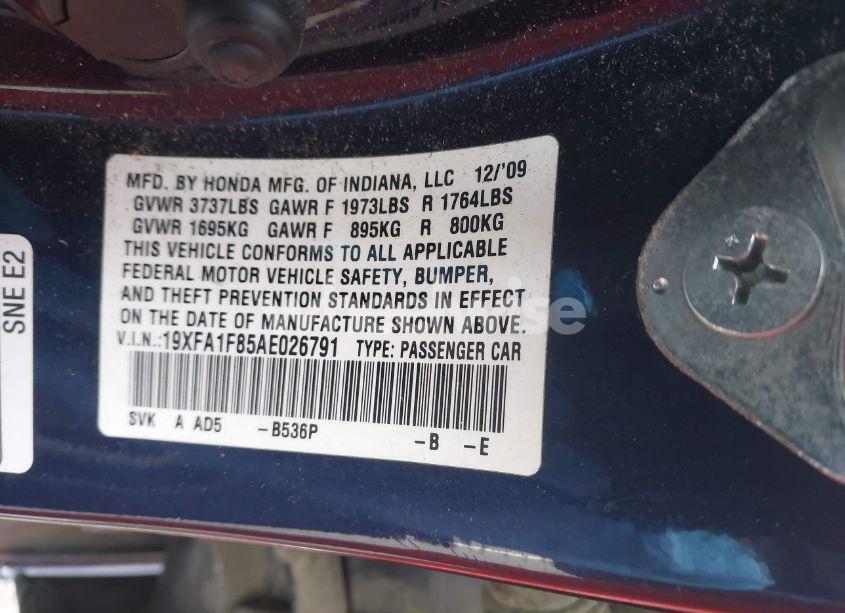 MFD. BY HONDA MFG. OF INDIANA, LLC 12/'09
GVWR 3737LBS GAWR F 1973LBS R 1764LBS
GVWR 1695KG GAWR F 895KG R 800KG
THIS VEHICLE CONFORMS TO ALL APPLICABLE
FEDERAL MOTOR VEHICLE SAFETY, BUMPER,
AND THEFT PREVENTION STANDARDS IN EFFECT
ON THE DATE OF MANUFACTURE SHOWN ABOVE.
V.I.N.:19XFA1F85AE026791 TYPE: PASSENGER CAR
SVK A AD5 -B536P -B -E
SNE E2